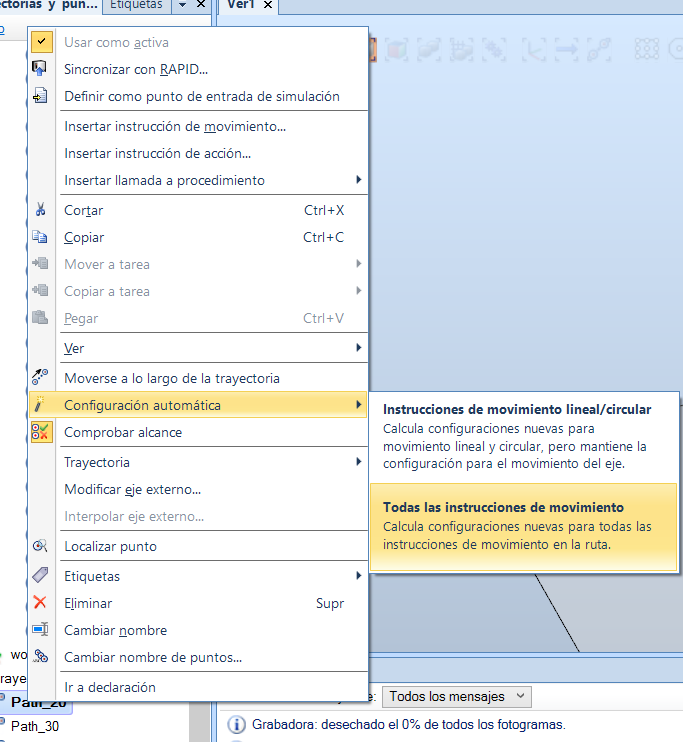 ectorias y pun...
Etiquetas
Ver1
Usar como activa
Sincronizar con RAPID...
Definir como punto de entrada de simulación
Insertar instrucción de movimiento...
Insertar instrucción de acción...
Insertar llamada a procedimiento
Cortar Ctrl+X
Copiar Ctrl+C
Mover a tarea
Copiar a tarea
Pegar Ctrl+V
Ver
Moverse a lo largo de la trayectoria
Configuración automática
Comprobar alcance
Trayectoria
Modificar eje externo...
Interpolar eje externo...
Localizar punto
Etiquetas
Eliminar Supr
Cambiar nombre
Cambiar nombre de puntos...
Ir a declaración
Instrucciones de movimiento lineal/circular
Calcula configuraciones nuevas para
movimiento lineal y circular, pero mantiene la
configuración para el movimiento del eje.
Todas las instrucciones de movimiento
Calcula configuraciones nuevas para todas las
instrucciones de movimiento en la ruta.
wo
raye
Path_20
Path_30
Todos los mensajes
Grabadora: desechado el 0% de todos los fotogramas.